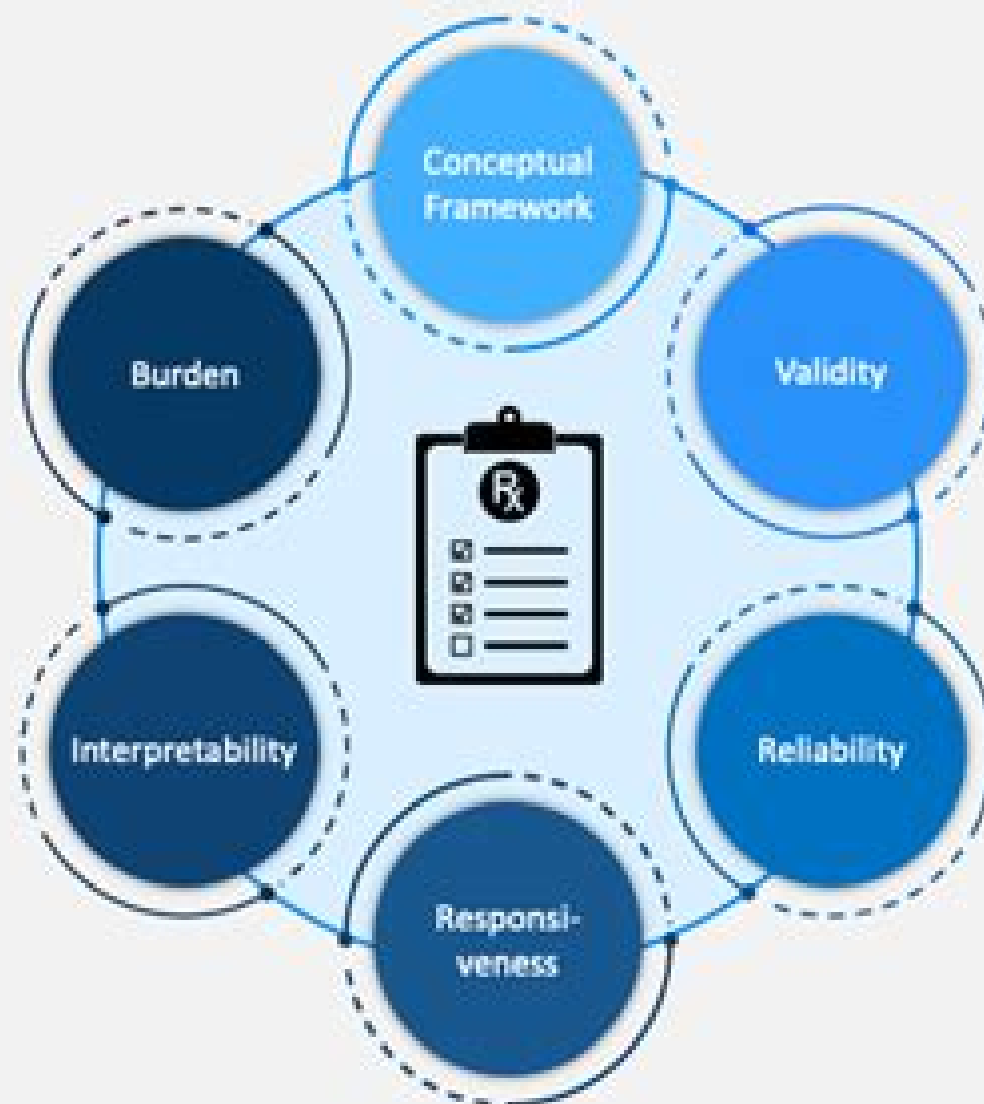 Conceptual
Framework
Validity
Reliability
Responsi-
veness
Interpretability
Burden
Rx